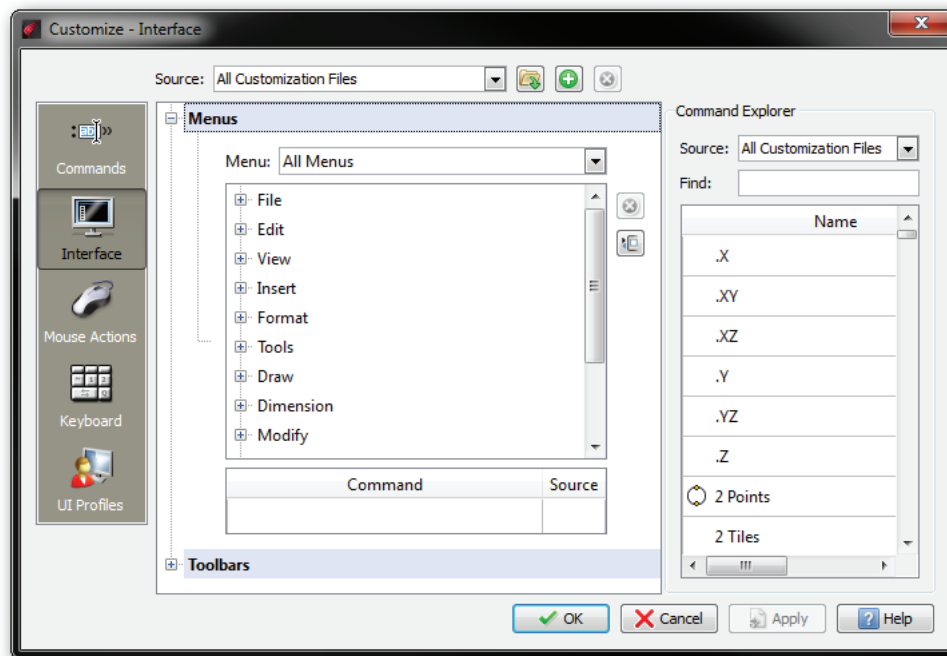 Customize - Interface
Source: All Customization Files
Commands
Interface
Mouse Actions
Keyboard
UI Profiles
Menus
Menu: All Menus
File
Edit
View
Insert
Format
Tools
Draw
Dimension
Modify
Command Source
Toolbars
Command Explorer
Source: All Customization Files
Find:
Name
.X
.XY
.XZ
.Y
.YZ
.Z
2 Points
2 Tiles
OK Cancel Apply Help